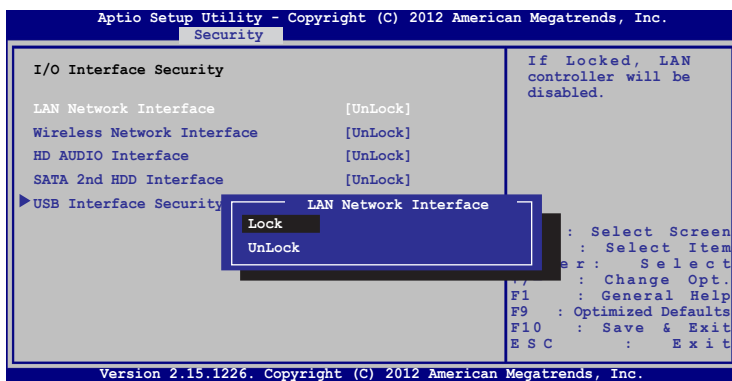 Aptio Setup Utility - Copyright (C) 2012 American Megatrends, Inc.
Security
I/O Interface Security
LAN Network Interface [UnLock]
Wireless Network Interface [UnLock]
HD AUDIO Interface [UnLock]
SATA 2nd HDD Interface [UnLock]
USB Interface Security
LAN Network Interface
Lock
UnLock
If Locked, LAN
controller will be
disabled.
: Select Screen
: Select Item
er: Select
: Change Opt.
F1 : General Help
F9 : Optimized Defaults
F10 : Save & Exit
ESC : Exit
Version 2.15.1226. Copyright (C) 2012 American Megatrends, Inc.